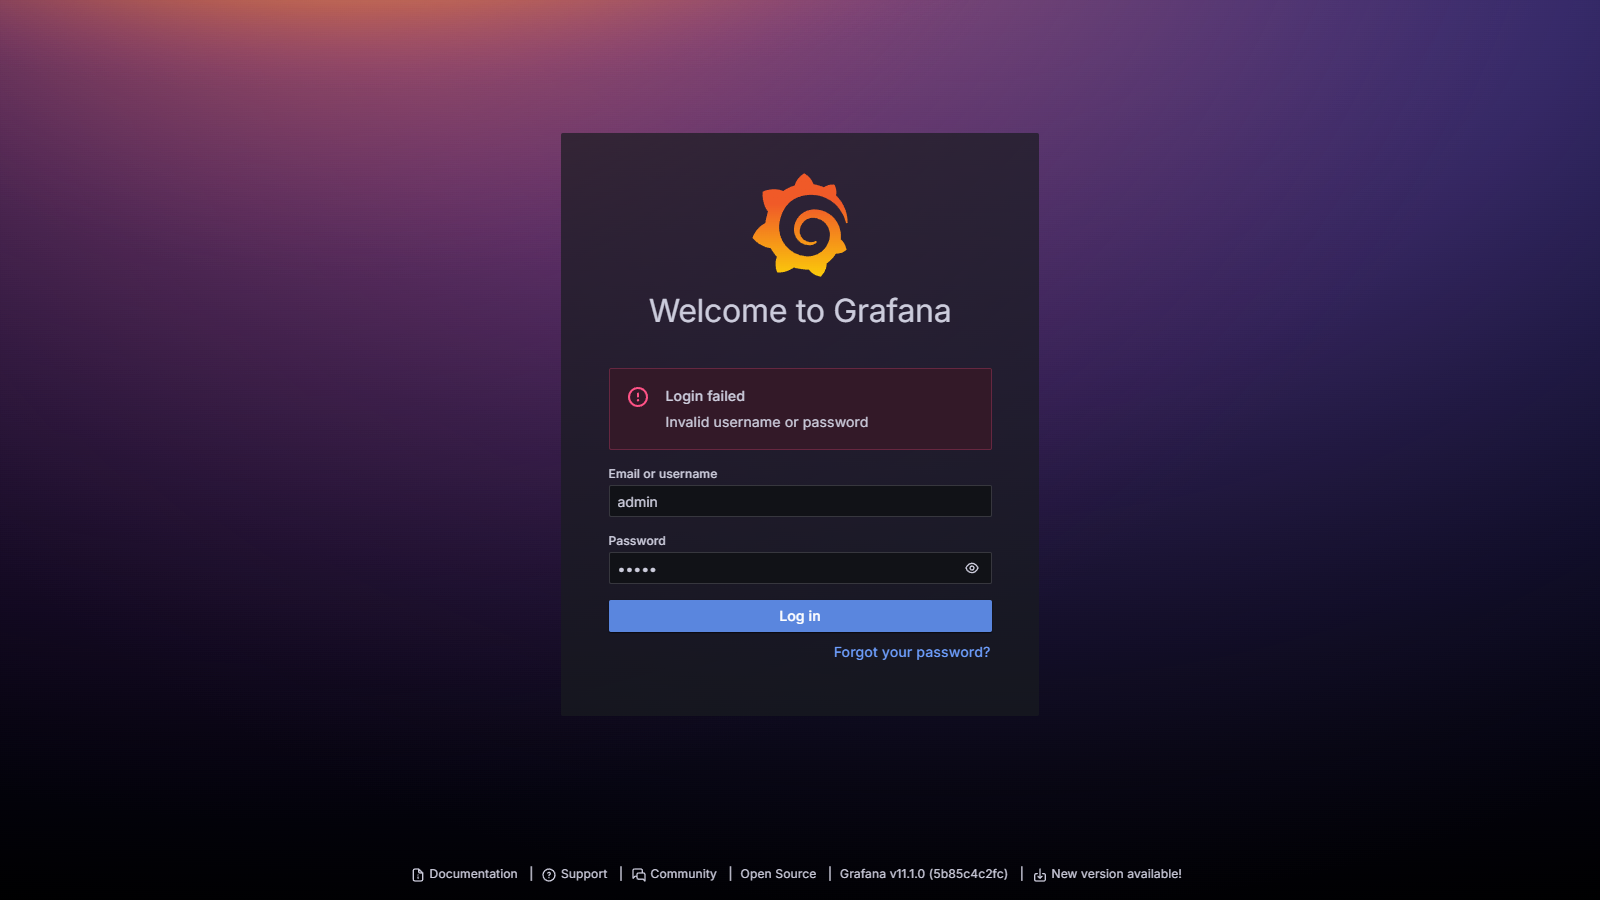 Welcome to Grafana
Login failed
Invalid username or password
Email or username
admin
Password
•••••
Log in
Forgot your password?
Documentation | Support | Community | Open Source | Grafana v11.1.0 (5b85c4c2fc) | New version available!